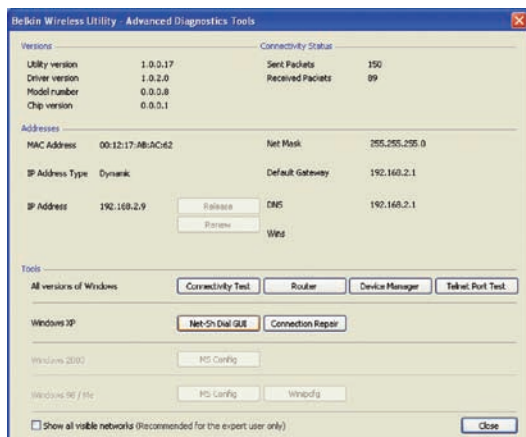 Belkin Wireless Utility - Advanced Diagnostics Tools
Versions
Utility version 1.0.0.17
Driver version 1.0.2.0
Model number 0.0.0.8
Chip version 0.0.0.1
Connectivity Status
Sent Packets 150
Received Packets 89
Addresses
MAC Address 00:12:17:AB:AC:62
Net Mask 255.255.255.0
IP Address Type Dynamic
Default Gateway 192.168.2.1
IP Address 192.168.2.9
Release
Renew
DNS 192.168.2.1
Wins
Tools
All versions of Windows Connectivity Test Router Device Manager Telnet Port Test
Windows XP Net-Sh Dial GUI Connection Repair
Windows 2000 MS Config
Windows 98 / Me MS Config Winipcfg
Show all visible networks (Recommended for the expert user only) Close